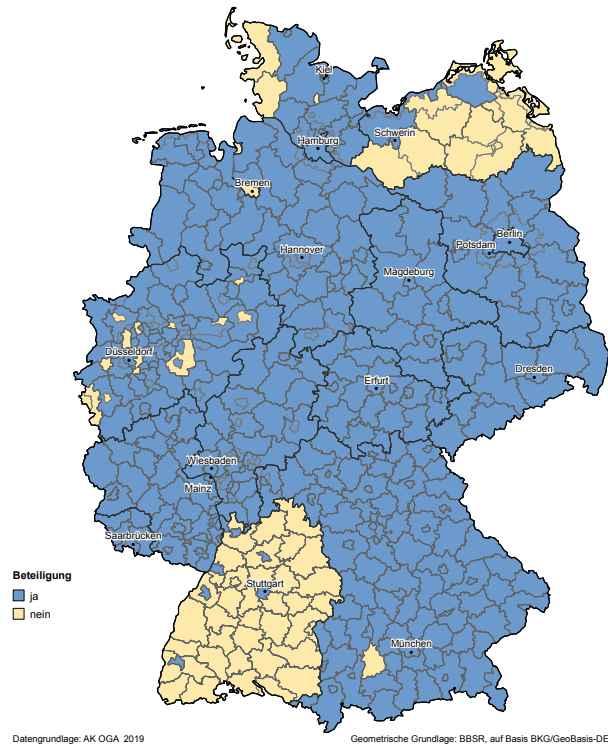 Kiel
Schwerin
Hamburg
Bremen
Berlin
Potsdam
Hannover
Magdeburg
Düsseldorf
Dresden
Erfurt
Wiesbaden
Mainz
Saarbrücken
Beteiligung
ja
nein
Stuttgart
München
Datengrundlage: AK OGA 2019
Geometrische Grundlage: BBSR, auf Basis BKG/GeoBasis-DE